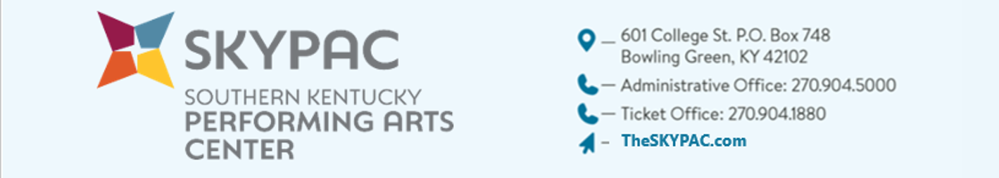 SKYPAC
SOUTHERN KENTUCKY
PERFORMING ARTS
CENTER
601 College St. P.O. Box 748
Bowling Green, KY 42102
Administrative Office: 270.904.5000
Ticket Office: 270.904.1880
TheSKYPAC.com